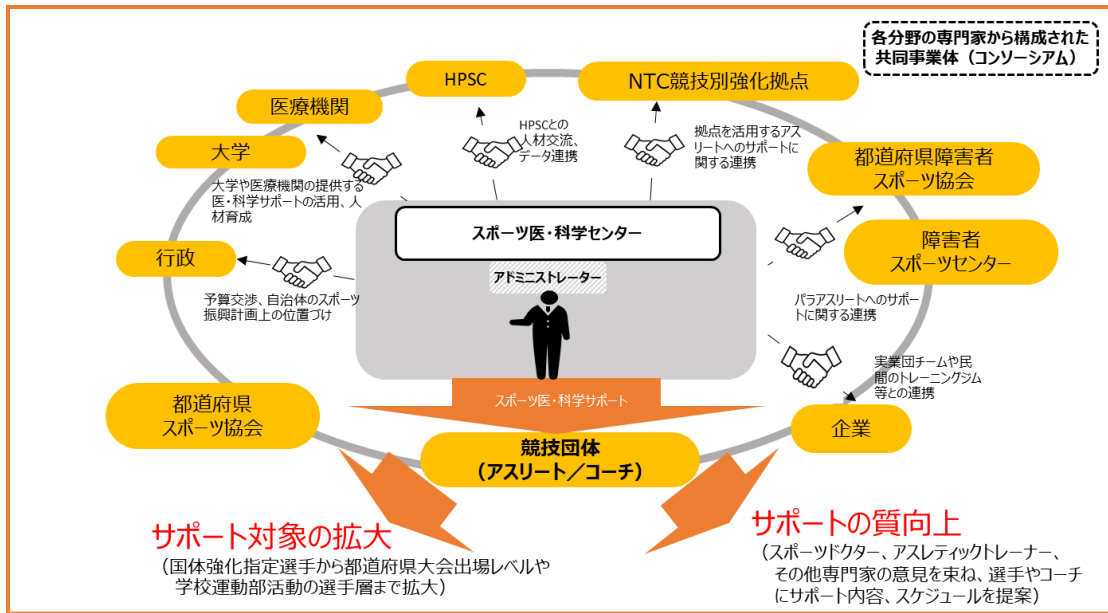 各分野の専門家から構成された
共同事業体（コンソーシアム）
HPSC
NTC競技別強化拠点
医療機関
大学
HPSCとの
人材交流、
データ連携
拠点を活用するアス
リートへのサポートに
関する連携
都道府県障害者
スポーツ協会
大学や医療機関の提供する
医・科学サポートの活用、人
材育成
スポーツ医・科学センター
障害者
スポーツセンター
行政
アドミニストレーター
予算交渉、自治体のスポーツ
振興計画上の位置づけ
パラアスリートへのサポー
トに関する連携
実業団チームや民
間のトレーニングジム
等との連携
都道府県
スポーツ協会
スポーツ医・科学サポート
企業
競技団体
（アスリート／コーチ）
サポート対象の拡大
（国体強化指定選手から都道府県大会出場レベルや
学校運動部活動の選手層まで拡大）
サポートの質向上
（スポーツドクター、アスレティックトレーナー、
その他専門家の意見を束ね、選手やコーチ
にサポート内容、スケジュールを提案）